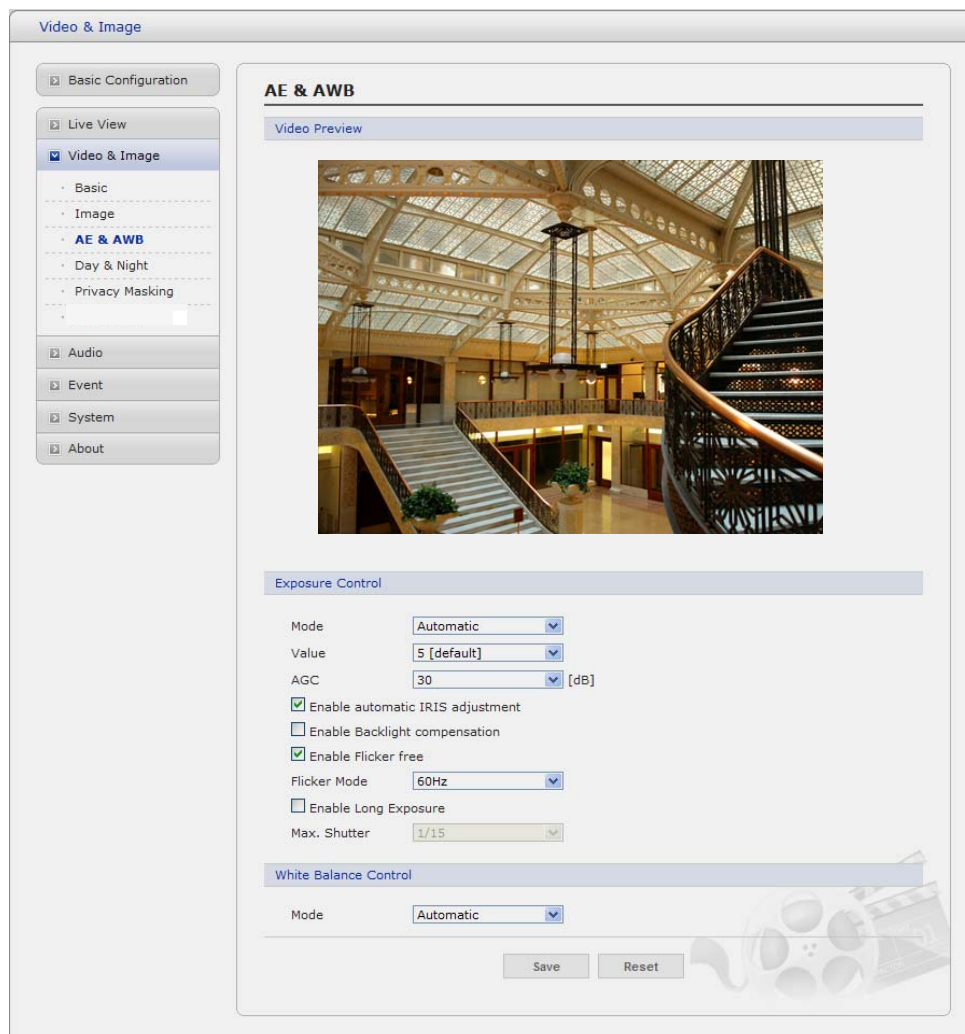 Video & Image
Basic Configuration
Live View
Video & Image
Basic
Image
AE & AWB
Day & Night
Privacy Masking
Audio
Event
System
About
AE & AWB
Video Preview
Exposure Control
Mode Automatic
Value 5 [default]
AGC 30 [dB]
Enable automatic IRIS adjustment
Enable Backlight compensation
Enable Flicker free
Flicker Mode 60Hz
Enable Long Exposure
Max. Shutter 1/15
White Balance Control
Mode Automatic
Save Reset